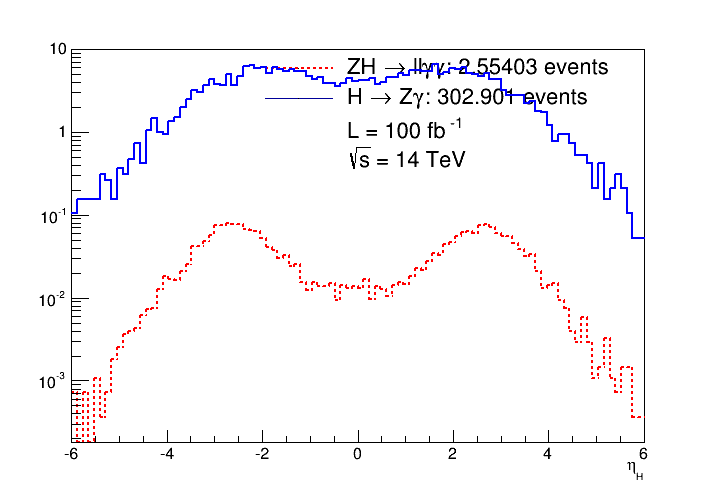 10
1
10⁻¹
10⁻²
10⁻³
ZH → llγγ: 2.55403 events
H → Zγ: 302.901 events
L = 100 fb⁻¹
√s = 14 TeV
-6 -4 -2 0 2 4 6
η_H